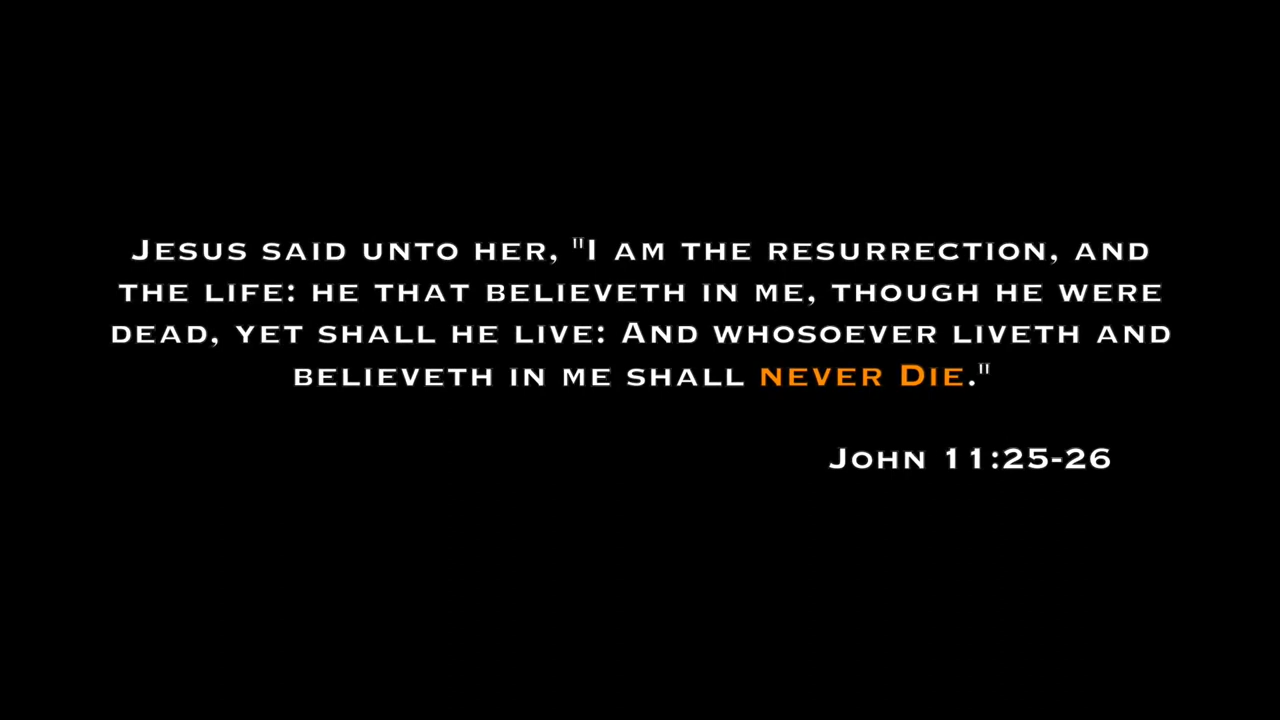 Jesus said unto her, "I am the resurrection, and
the life: he that believeth in me, though he were
dead, yet shall he live: And whosoever liveth and
believeth in me shall never Die."
John 11:25-26